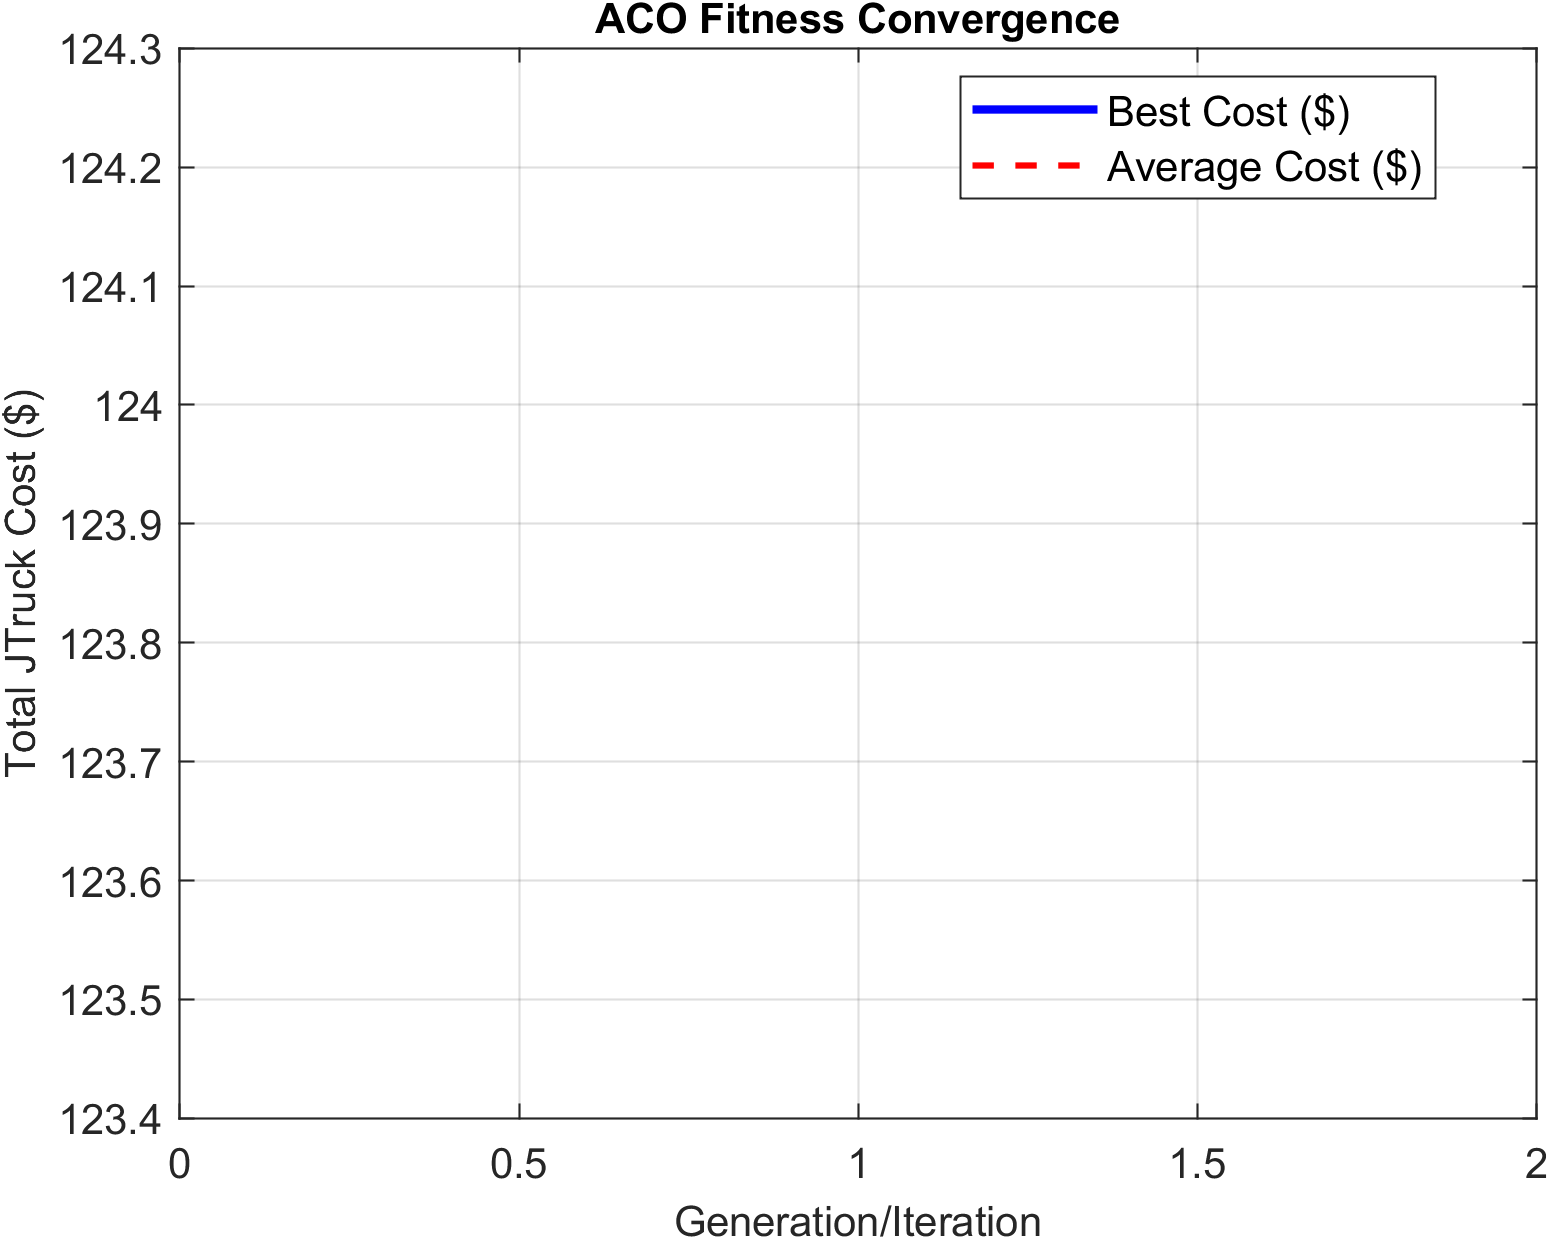 ACO Fitness Convergence
Best Cost ($)
Average Cost ($)
124.3
124.2
124.1
124
123.9
123.8
123.7
123.6
123.5
123.4
Total JTruck Cost ($)
0 0.5 1 1.5 2
Generation/Iteration